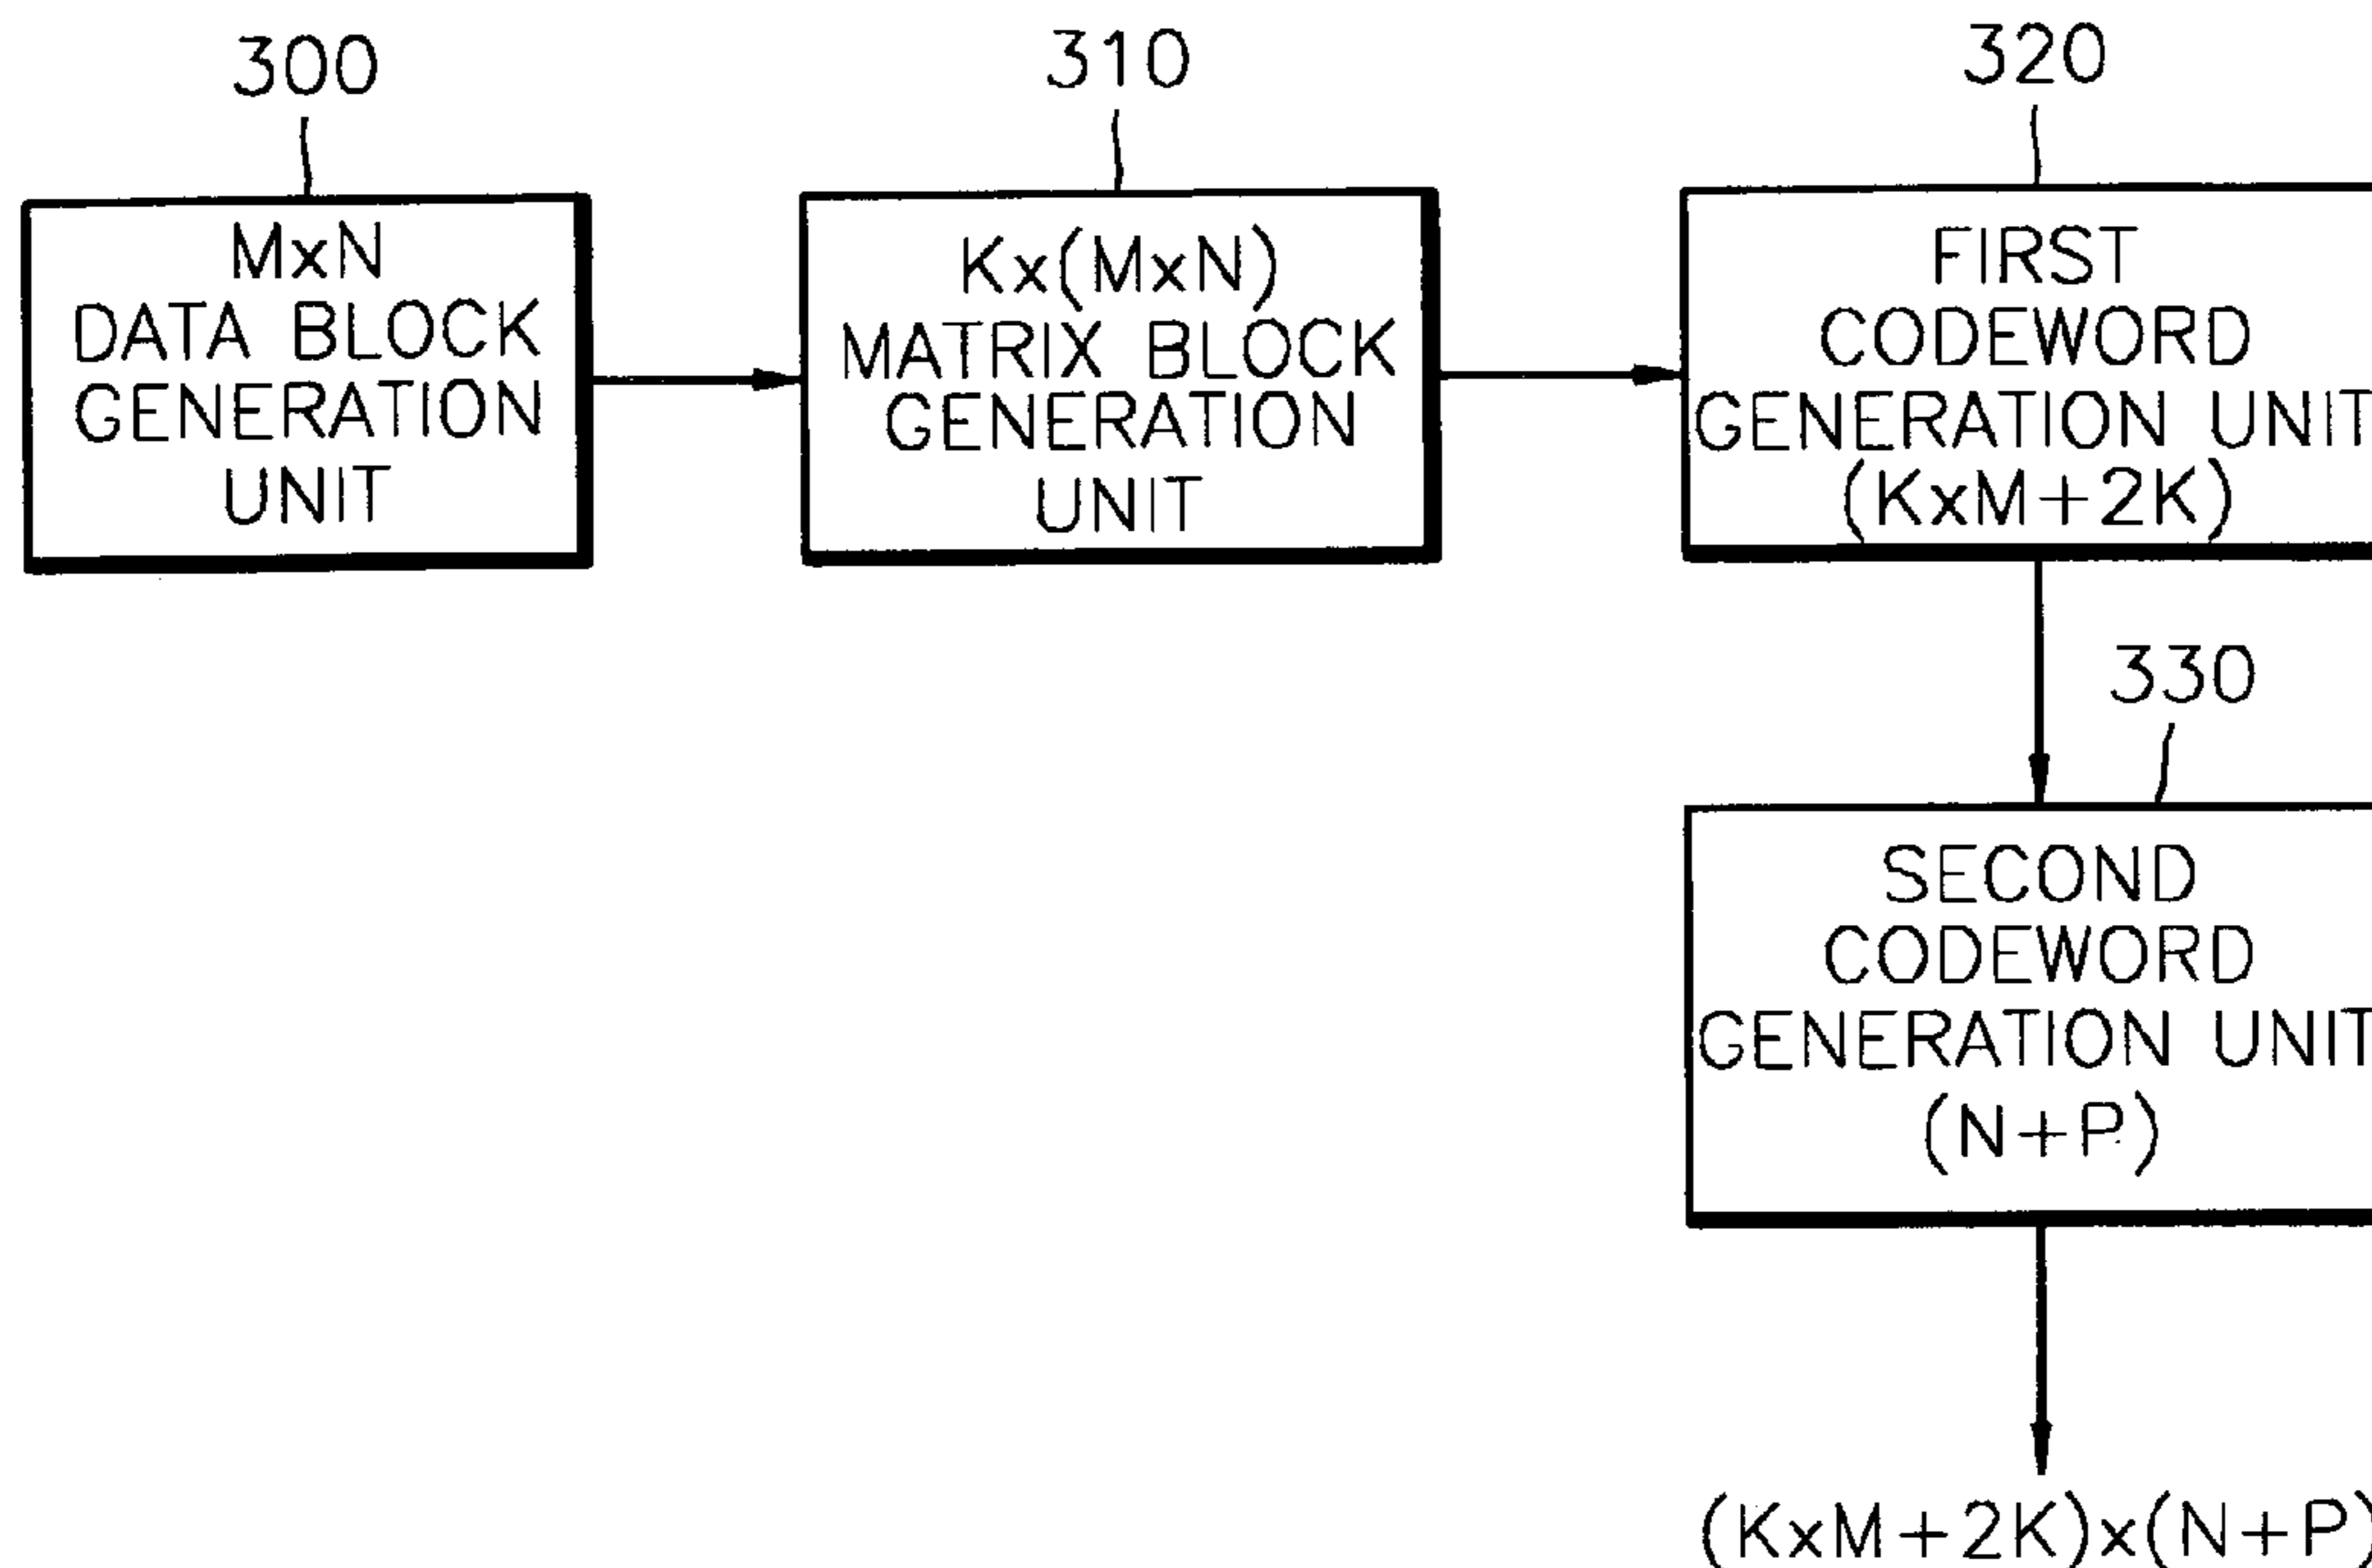 300
MxN
DATA BLOCK
GENERATION
UNIT
310
Kx(MxN)
MATRIX BLOCK
GENERATION
UNIT
320
FIRST
CODEWORD
GENERATION UNIT
(KxM+2K)
330
SECOND
CODEWORD
GENERATION UNIT
(N+P)
(KxM+2K)x(N+P)